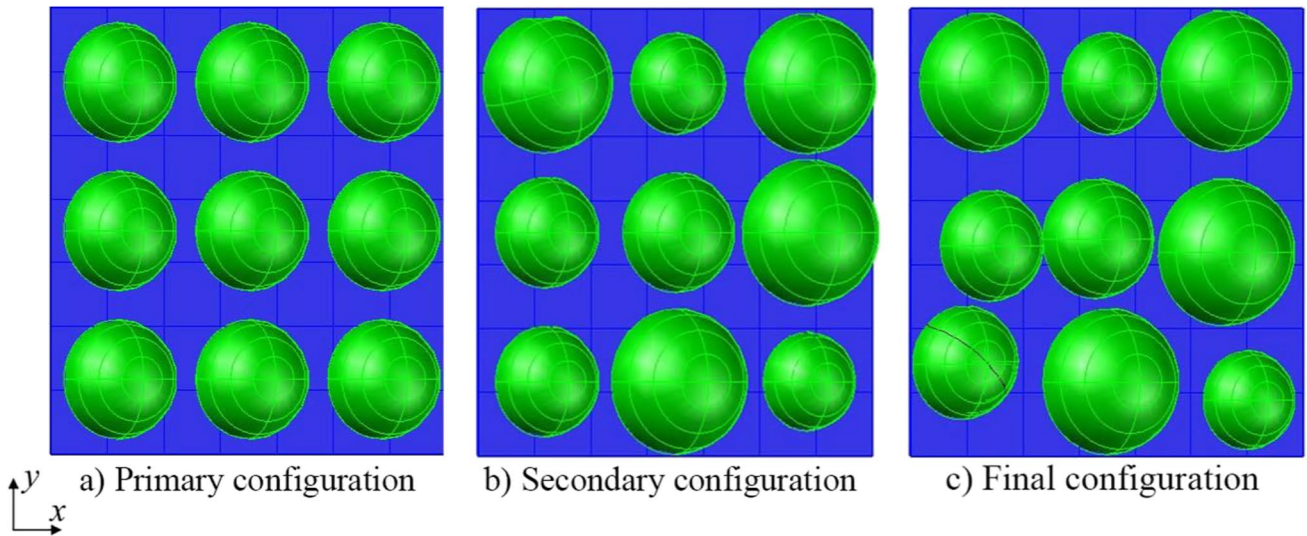 a) Primary configuration
b) Secondary configuration
c) Final configuration
y
x